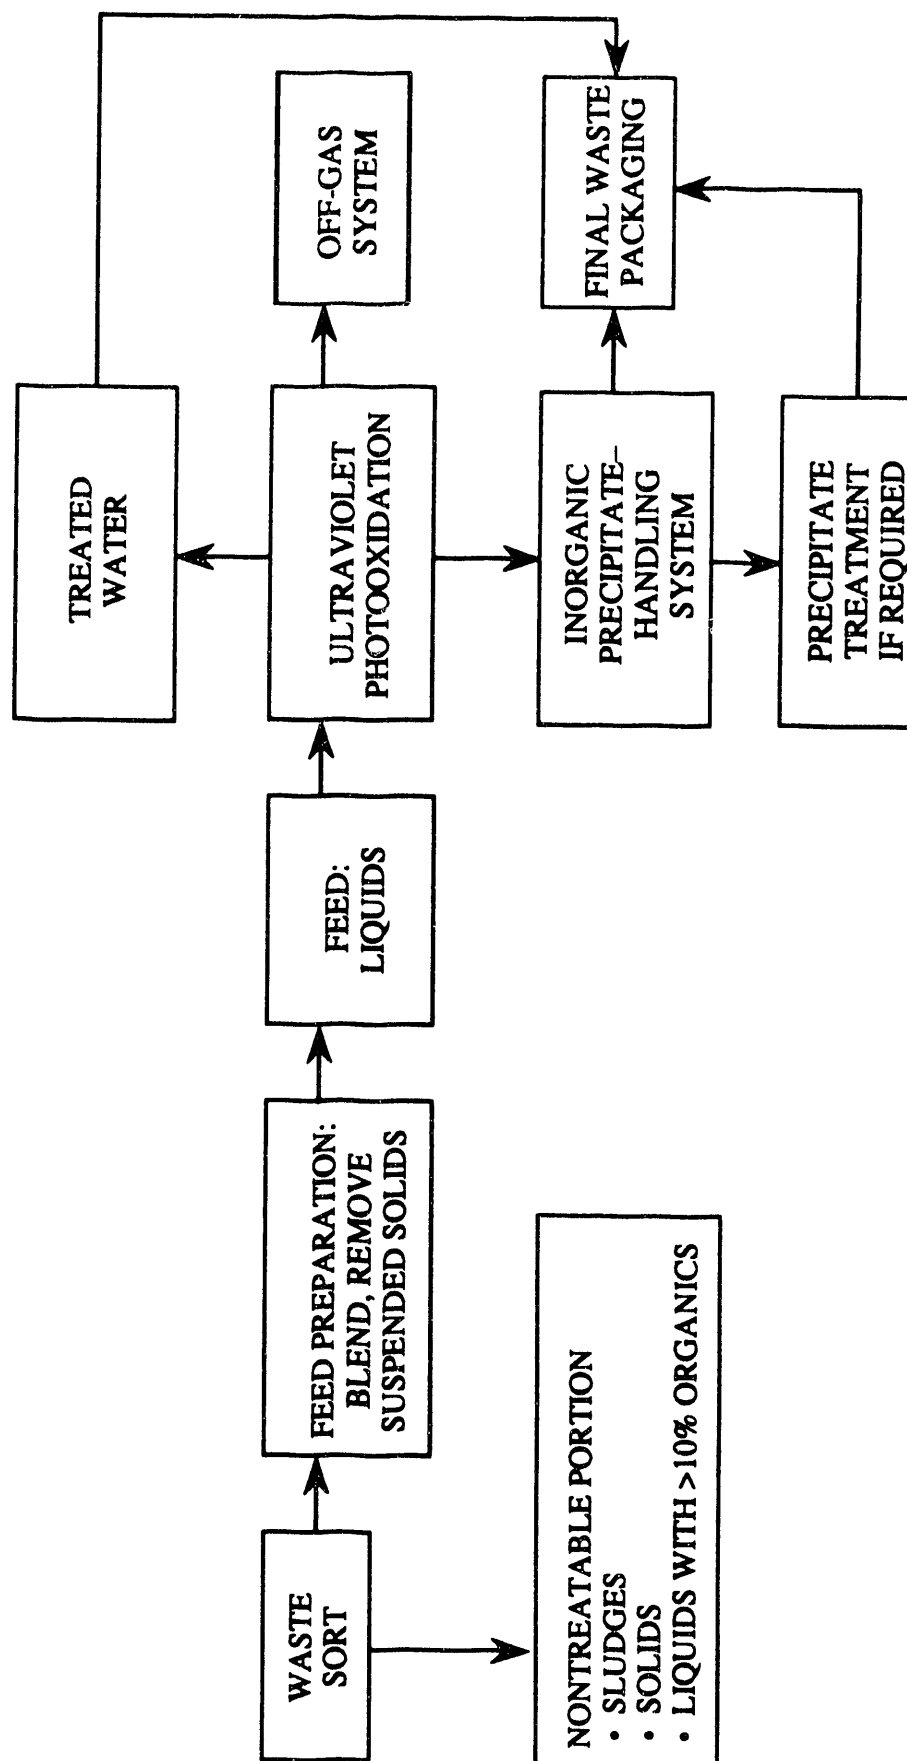 WASTE
SORT
NONTREATABLE PORTION
• SLUDGES
• SOLIDS
• LIQUIDS WITH >10% ORGANICS
FEED PREPARATION:
BLEND, REMOVE
SUSPENDED SOLIDS
FEED:
LIQUIDS
TREATED
WATER
ULTRAVIOLET
PHOTOOXIDATION
INORGANIC
PRECIPITATE–
HANDLING
SYSTEM
PRECIPITATE
TREATMENT
IF REQUIRED
OFF-GAS
SYSTEM
FINAL WASTE
PACKAGING